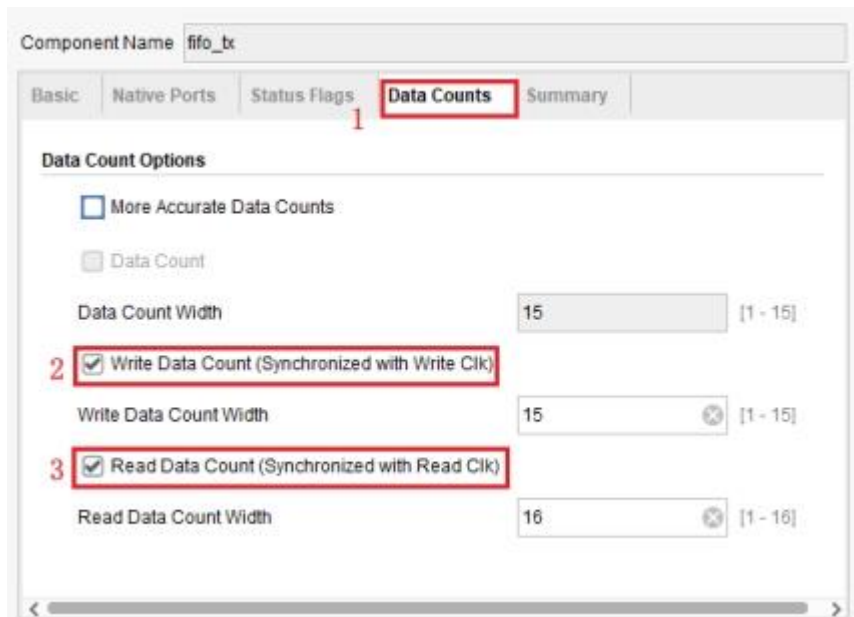 Component Name fifo_tx
Basic Native Ports Status Flags Data Counts Summary
1
Data Count Options
More Accurate Data Counts
Data Count
Data Count Width 15 [1 - 15]
2 Write Data Count (Synchronized with Write Clk)
Write Data Count Width 15 [1 - 15]
3 Read Data Count (Synchronized with Read Clk)
Read Data Count Width 16 [1 - 16]